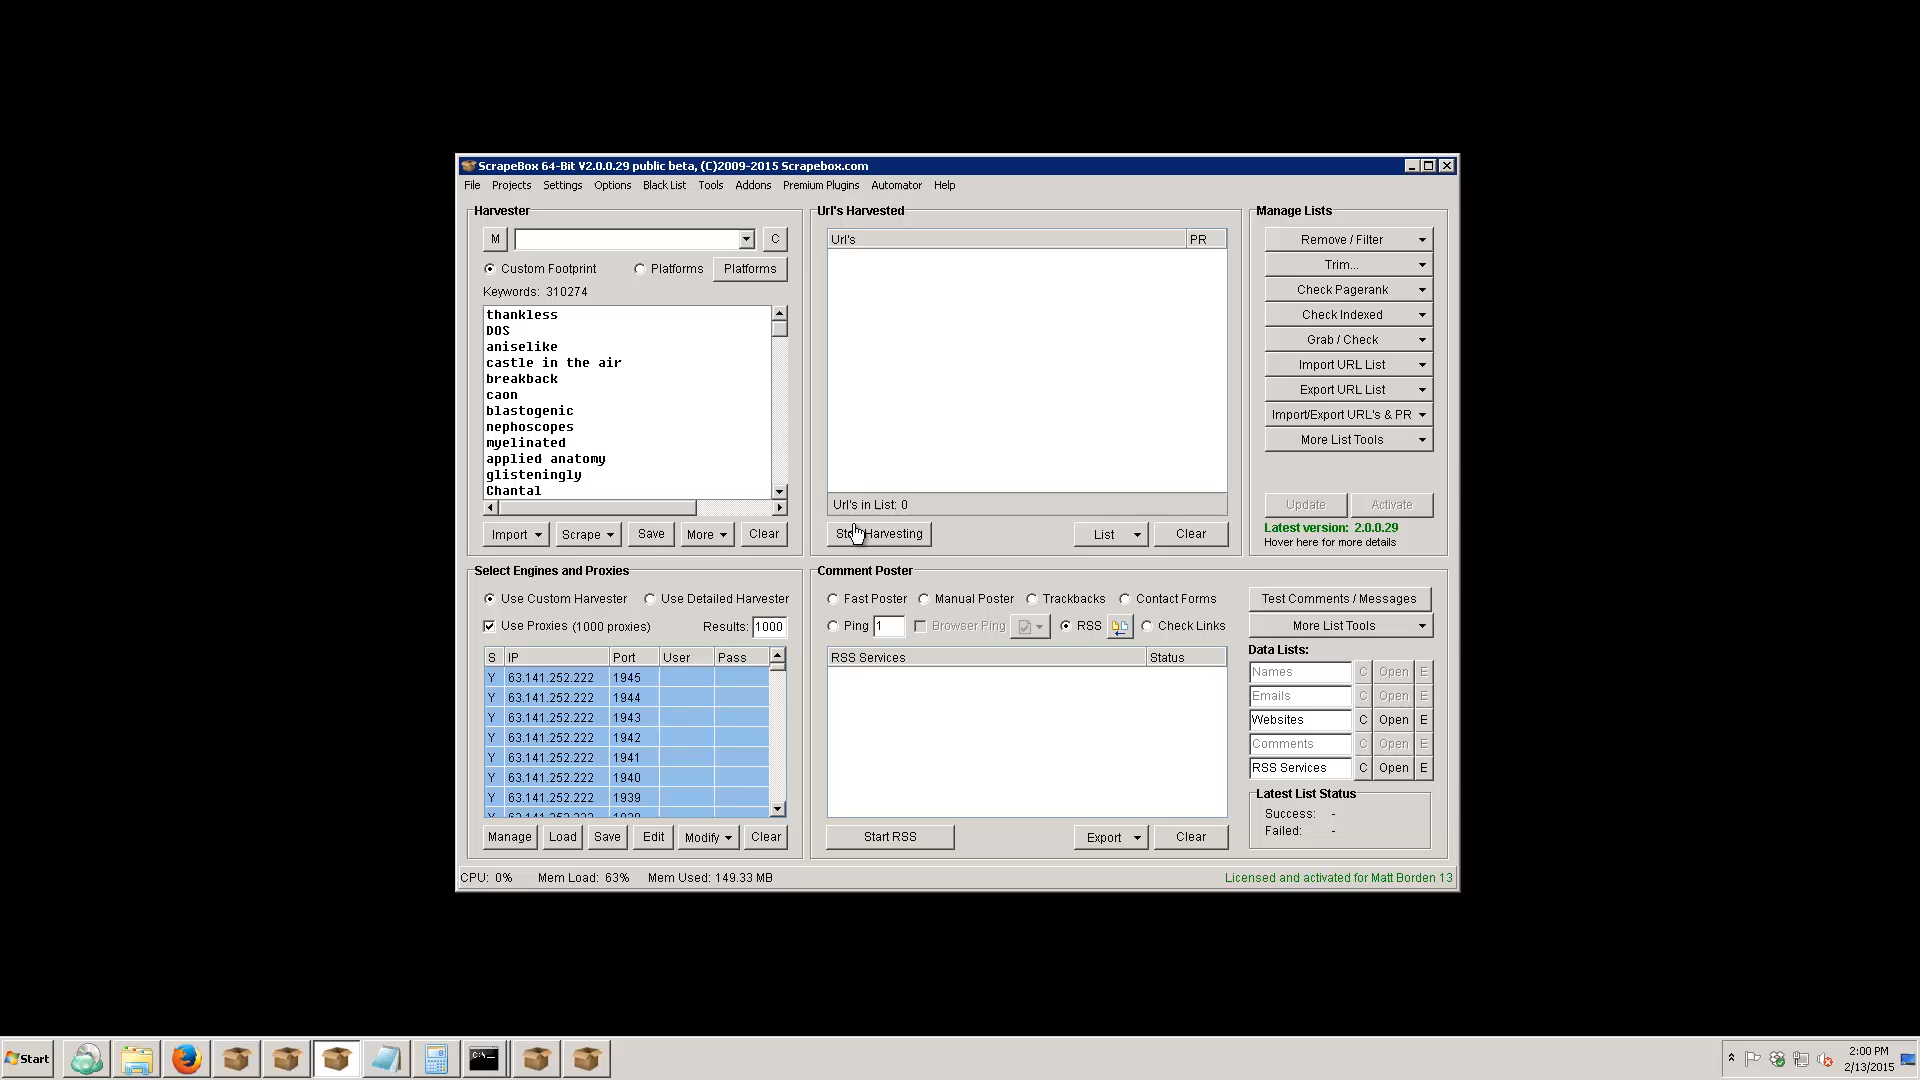 ScrapeBox 64-Bit V2.0.0.29 public beta, (C)2009-2015 Scrapebox.com
File Projects Settings Options Black List Tools Addons Premium Plugins Automator Help
Harvester
M
C
Custom Footprint
Platforms
Platforms
Keywords: 310274
thankless
DOS
aniselike
castle in the air
breakback
caon
blastogenic
nephoscopes
myelinated
applied anatomy
glisteningly
Chantal
Import
Scrape
Save
More
Clear
Url's Harvested
Url's PR
Url's in List: 0
Harvesting
List
Clear
Manage Lists
Remove / Filter
Trim...
Check Pagerank
Check Indexed
Grab / Check
Import URL List
Export URL List
Import/Export URL's & PR
More List Tools
Update
Activate
Latest version: 2.0.0.29
Hover here for more details
Select Engines and Proxies
Use Custom Harvester
Use Detailed Harvester
Use Proxies (1000 proxies)
Results: 1000
S IP Port User Pass
Y 63.141.252.222 1945
Y 63.141.252.222 1944
Y 63.141.252.222 1943
Y 63.141.252.222 1942
Y 63.141.252.222 1941
Y 63.141.252.222 1940
Y 63.141.252.222 1939
Manage
Load
Save
Edit
Modify
Clear
Comment Poster
Fast Poster
Manual Poster
Trackbacks
Contact Forms
Ping 1
Browser Ping
RSS
Check Links
RSS Services Status
Start RSS
Export
Clear
Test Comments / Messages
More List Tools
Data Lists:
Names C Open E
Emails C Open E
Websites C Open E
Comments C Open E
RSS Services C Open E
Latest List Status
Success: -
Failed: -
CPU: 0% Mem Load: 63% Mem Used: 149.33 MB
Licensed and activated for Matt Borden 13
Start
C:\_
2:00 PM
2/13/2015